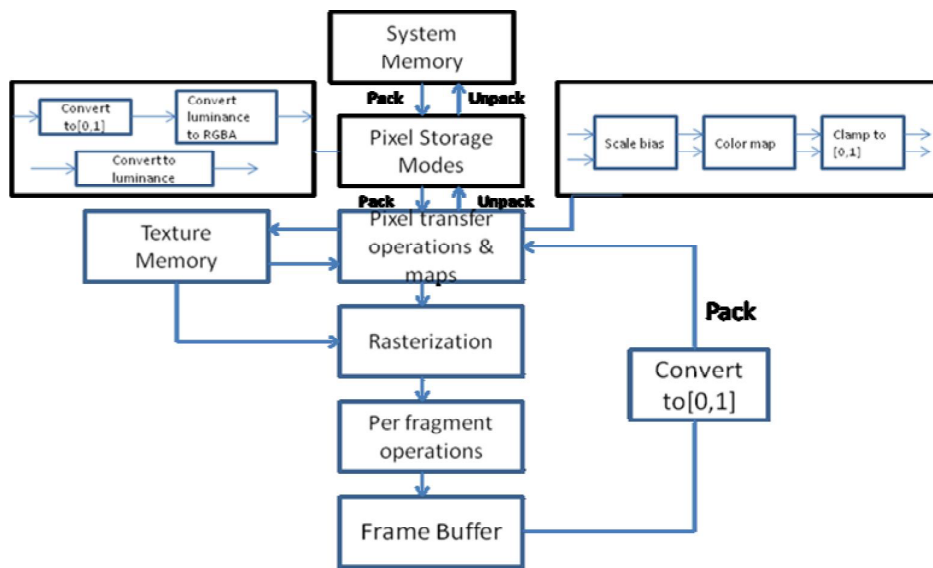 System
Memory
Pack
Unpack
Convert
to[0,1]
Convert
luminance
to RGBA
Convert to
luminance
Pixel Storage
Modes
Scale bias
Color map
Clamp to
[0,1]
Pack
Unpack
Texture
Memory
Pixel transfer
operations &
maps
Pack
Rasterization
Convert
to[0,1]
Per fragment
operations
Frame Buffer